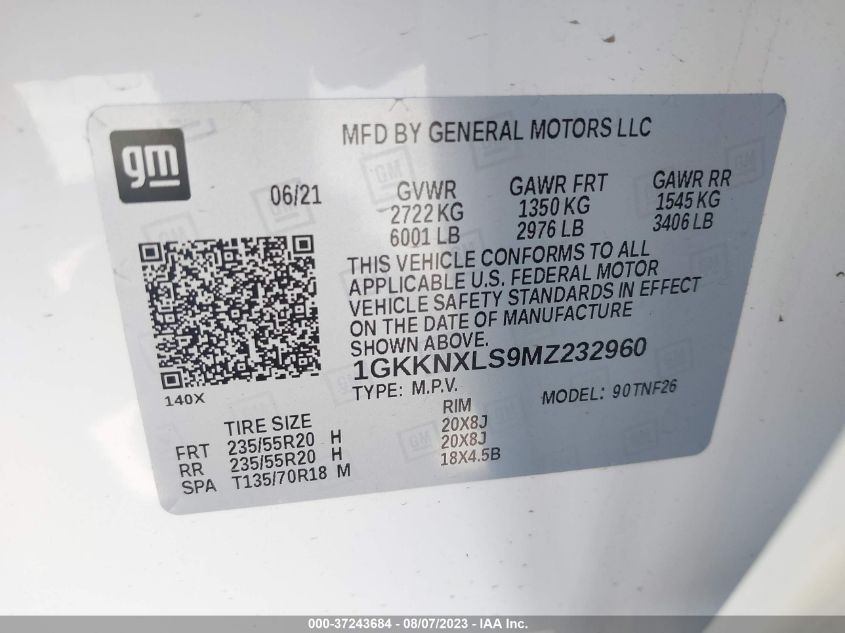 gm
MFD BY GENERAL MOTORS LLC
06/21
GVWR
2722 KG
6001 LB
GAWR FRT
1350 KG
2976 LB
GAWR RR
1545 KG
3406 LB
THIS VEHICLE CONFORMS TO ALL
APPLICABLE U.S. FEDERAL MOTOR
VEHICLE SAFETY STANDARDS IN EFFECT
ON THE DATE OF MANUFACTURE
SHOWN ABOVE.
1GKKNXLS9MZ232960
TYPE: M.P.V.
MODEL: 90TNF26
140X
TIRE SIZE
RIM
FRT 235/55R20 H 20X8J
RR 235/55R20 H 20X8J
SPA T135/70R18 M 18X4.5B
000-37243684 - 08/07/2023 - IAA Holdings, LLC.